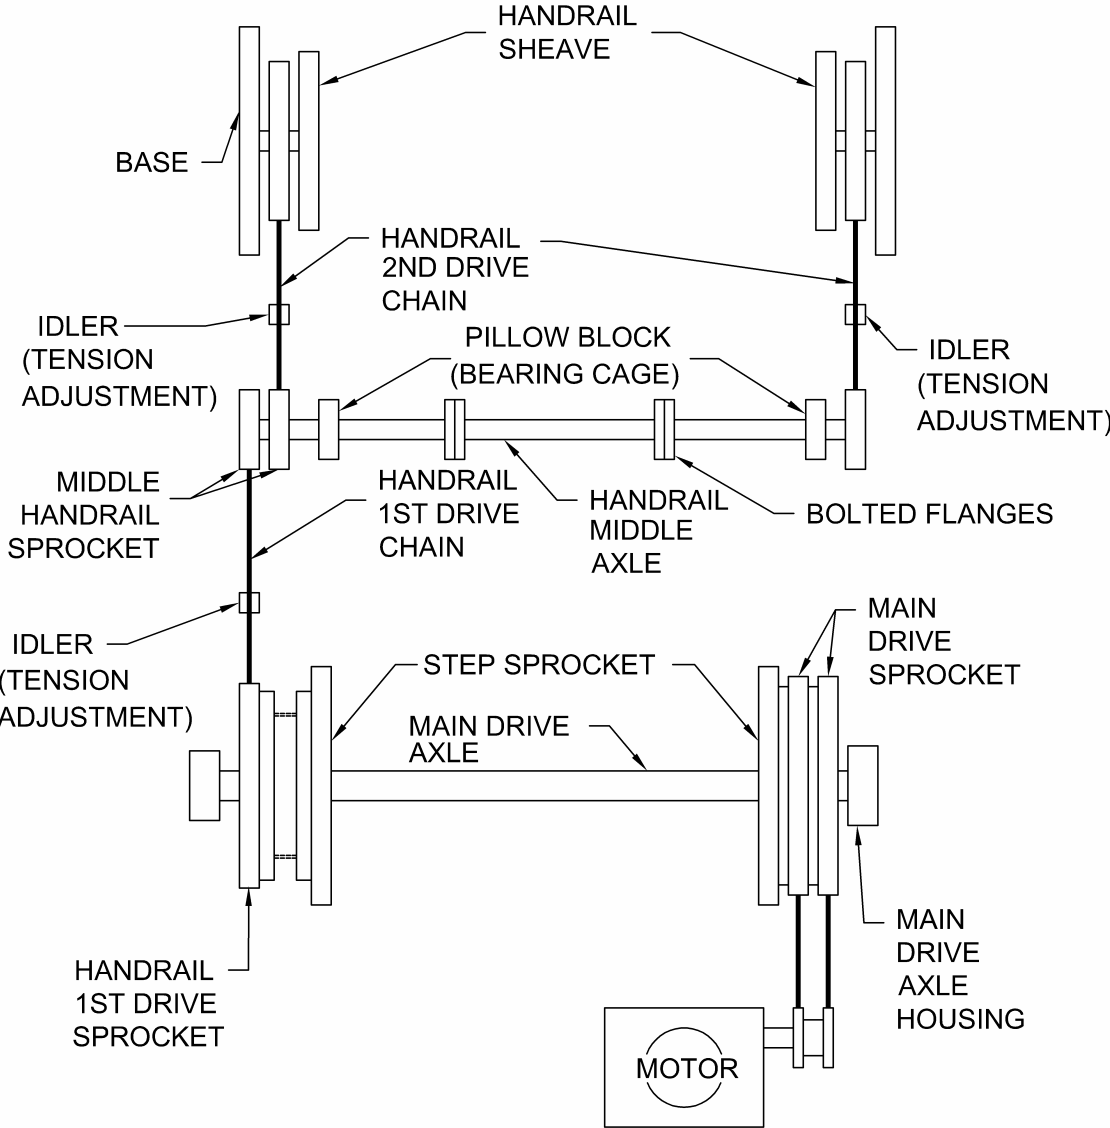 HANDRAIL
SHEAVE
BASE
HANDRAIL
2ND DRIVE
CHAIN
IDLER
(TENSION
ADJUSTMENT)
PILLOW BLOCK
(BEARING CAGE)
IDLER
(TENSION
ADJUSTMENT)
MIDDLE
HANDRAIL
SPROCKET
HANDRAIL
1ST DRIVE
CHAIN
HANDRAIL
MIDDLE
AXLE
BOLTED FLANGES
IDLER
(TENSION
ADJUSTMENT)
STEP SPROCKET
MAIN
DRIVE
SPROCKET
MAIN DRIVE
AXLE
HANDRAIL
1ST DRIVE
SPROCKET
MAIN
DRIVE
AXLE
HOUSING
MOTOR